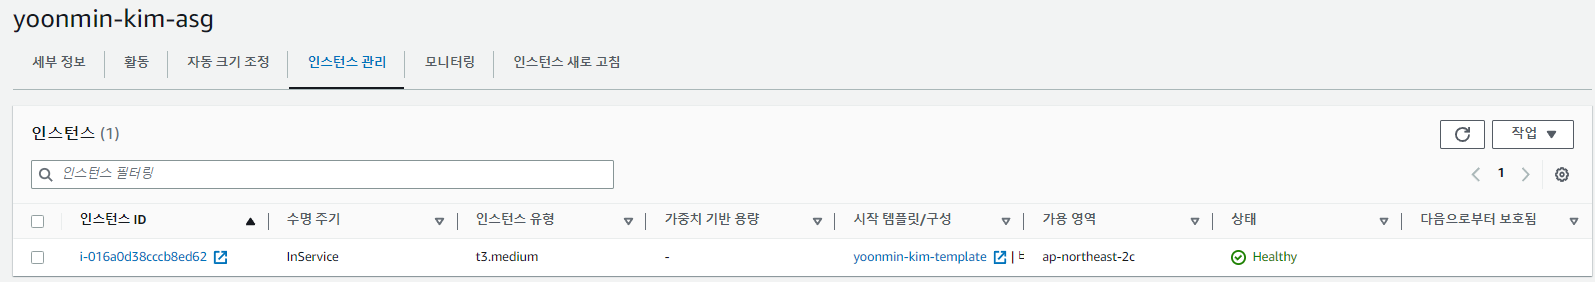 yoonmin-kim-asg
세부 정보 활동 자동 크기 조정 인스턴스 관리 모니터링 인스턴스 새로 고침
인스턴스 (1) 작업
인스턴스 필터링 1
인스턴스 ID 수명 주기 인스턴스 유형 가중치 기반 용량 시작 템플릿/구성 가용 영역 상태 다음으로부터 보호됨
i-016a0d38cccb8ed62 InService t3.medium - yoonmin-kim-template | ap-northeast-2c Healthy